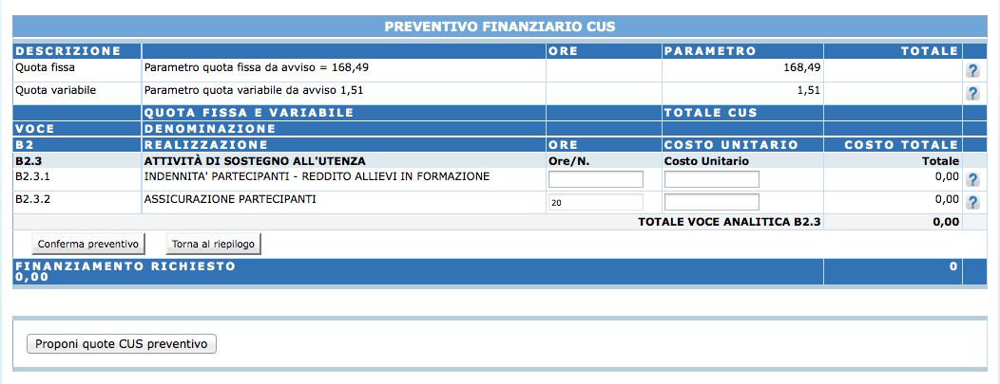 PREVENTIVO FINANZIARIO CUS
DESCRIZIONE ORE PARAMETRO TOTALE
Quota fissa Parametro quota fissa da avviso = 168,49 168,49 ?
Quota variabile Parametro quota variabile da avviso 1,51 1,51 ?
QUOTA FISSA E VARIABILE TOTALE CUS
VOCE DENOMINAZIONE
B2 REALIZZAZIONE ORE COSTO UNITARIO COSTO TOTALE
B2.3 ATTIVITÀ DI SOSTEGNO ALL'UTENZA Ore/N. Costo Unitario Totale
B2.3.1 INDENNITA' PARTECIPANTI - REDDITO ALLIEVI IN FORMAZIONE 0,00 ?
B2.3.2 ASSICURAZIONE PARTECIPANTI 20 0,00 ?
TOTALE VOCE ANALITICA B2.3 0,00
Conferma preventivo Torna al riepilogo
FINANZIAMENTO RICHIESTO 0
0,00
Proponi quote CUS preventivo